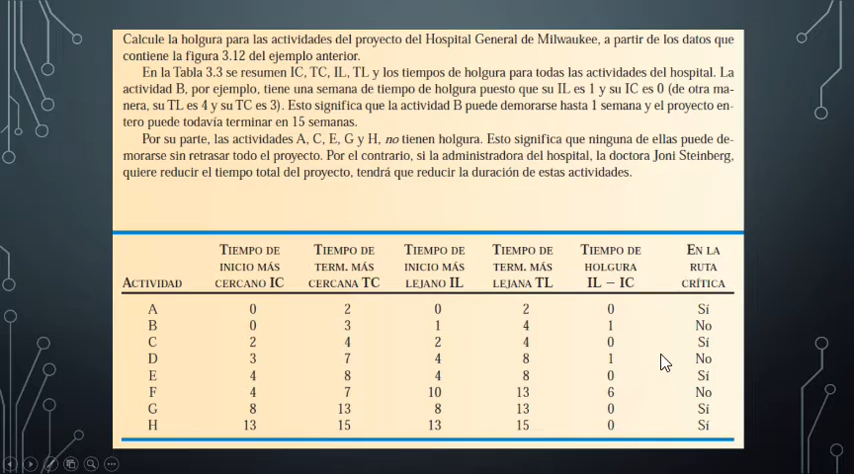 Calcule la holgura para las actividades del proyecto del Hospital General de Milwaukee, a partir de los datos que
contiene la figura 3.12 del ejemplo anterior.
En la Tabla 3.3 se resumen IC, TC, IL, TL y los tiempos de holgura para todas las actividades del hospital. La
actividad B, por ejemplo, tiene una semana de tiempo de holgura puesto que su IL es 1 y su IC es 0 (de otra ma-
nera, su TL es 4 y su TC es 3). Esto significa que la actividad B puede demorarse hasta 1 semana y el proyecto en-
tero puede todavía terminar en 15 semanas.
Por su parte, las actividades A, C, E, G y H, no tienen holgura. Esto significa que ninguna de ellas puede de-
morarse sin retrasar todo el proyecto. Por el contrario, si la administradora del hospital, la doctora Joni Steinberg,
quiere reducir el tiempo total del proyecto, tendrá que reducir la duración de estas actividades.
TIEMPO DE TIEMPO DE TIEMPO DE TIEMPO DE TIEMPO DE EN LA
INICIO MÁS TERM. MÁS INICIO MÁS TERM. MÁS HOLGURA RUTA
ACTIVIDAD CERCANO IC CERCANA TC LEJANO IL LEJANA TL IL − IC CRÍTICA
A 0 2 0 2 0 Sí
B 0 3 1 4 1 No
C 2 4 2 4 0 Sí
D 3 7 4 8 1 No
E 4 8 4 8 0 Sí
F 4 7 10 13 6 No
G 8 13 8 13 0 Sí
H 13 15 13 15 0 Sí